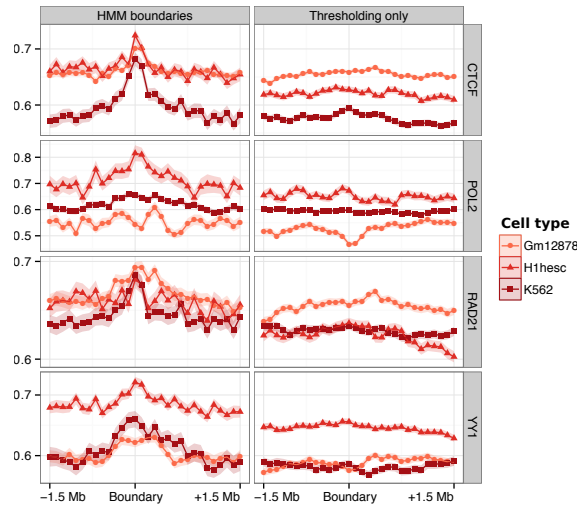 HMM boundaries
Thresholding only
0.7
0.6
CTCF
0.8
0.7
0.6
0.5
POL2
0.7
0.6
RAD21
0.7
0.6
YY1
−1.5 Mb
Boundary
+1.5 Mb
−1.5 Mb
Boundary
+1.5 Mb
Cell type
Gm12878
H1hesc
K562